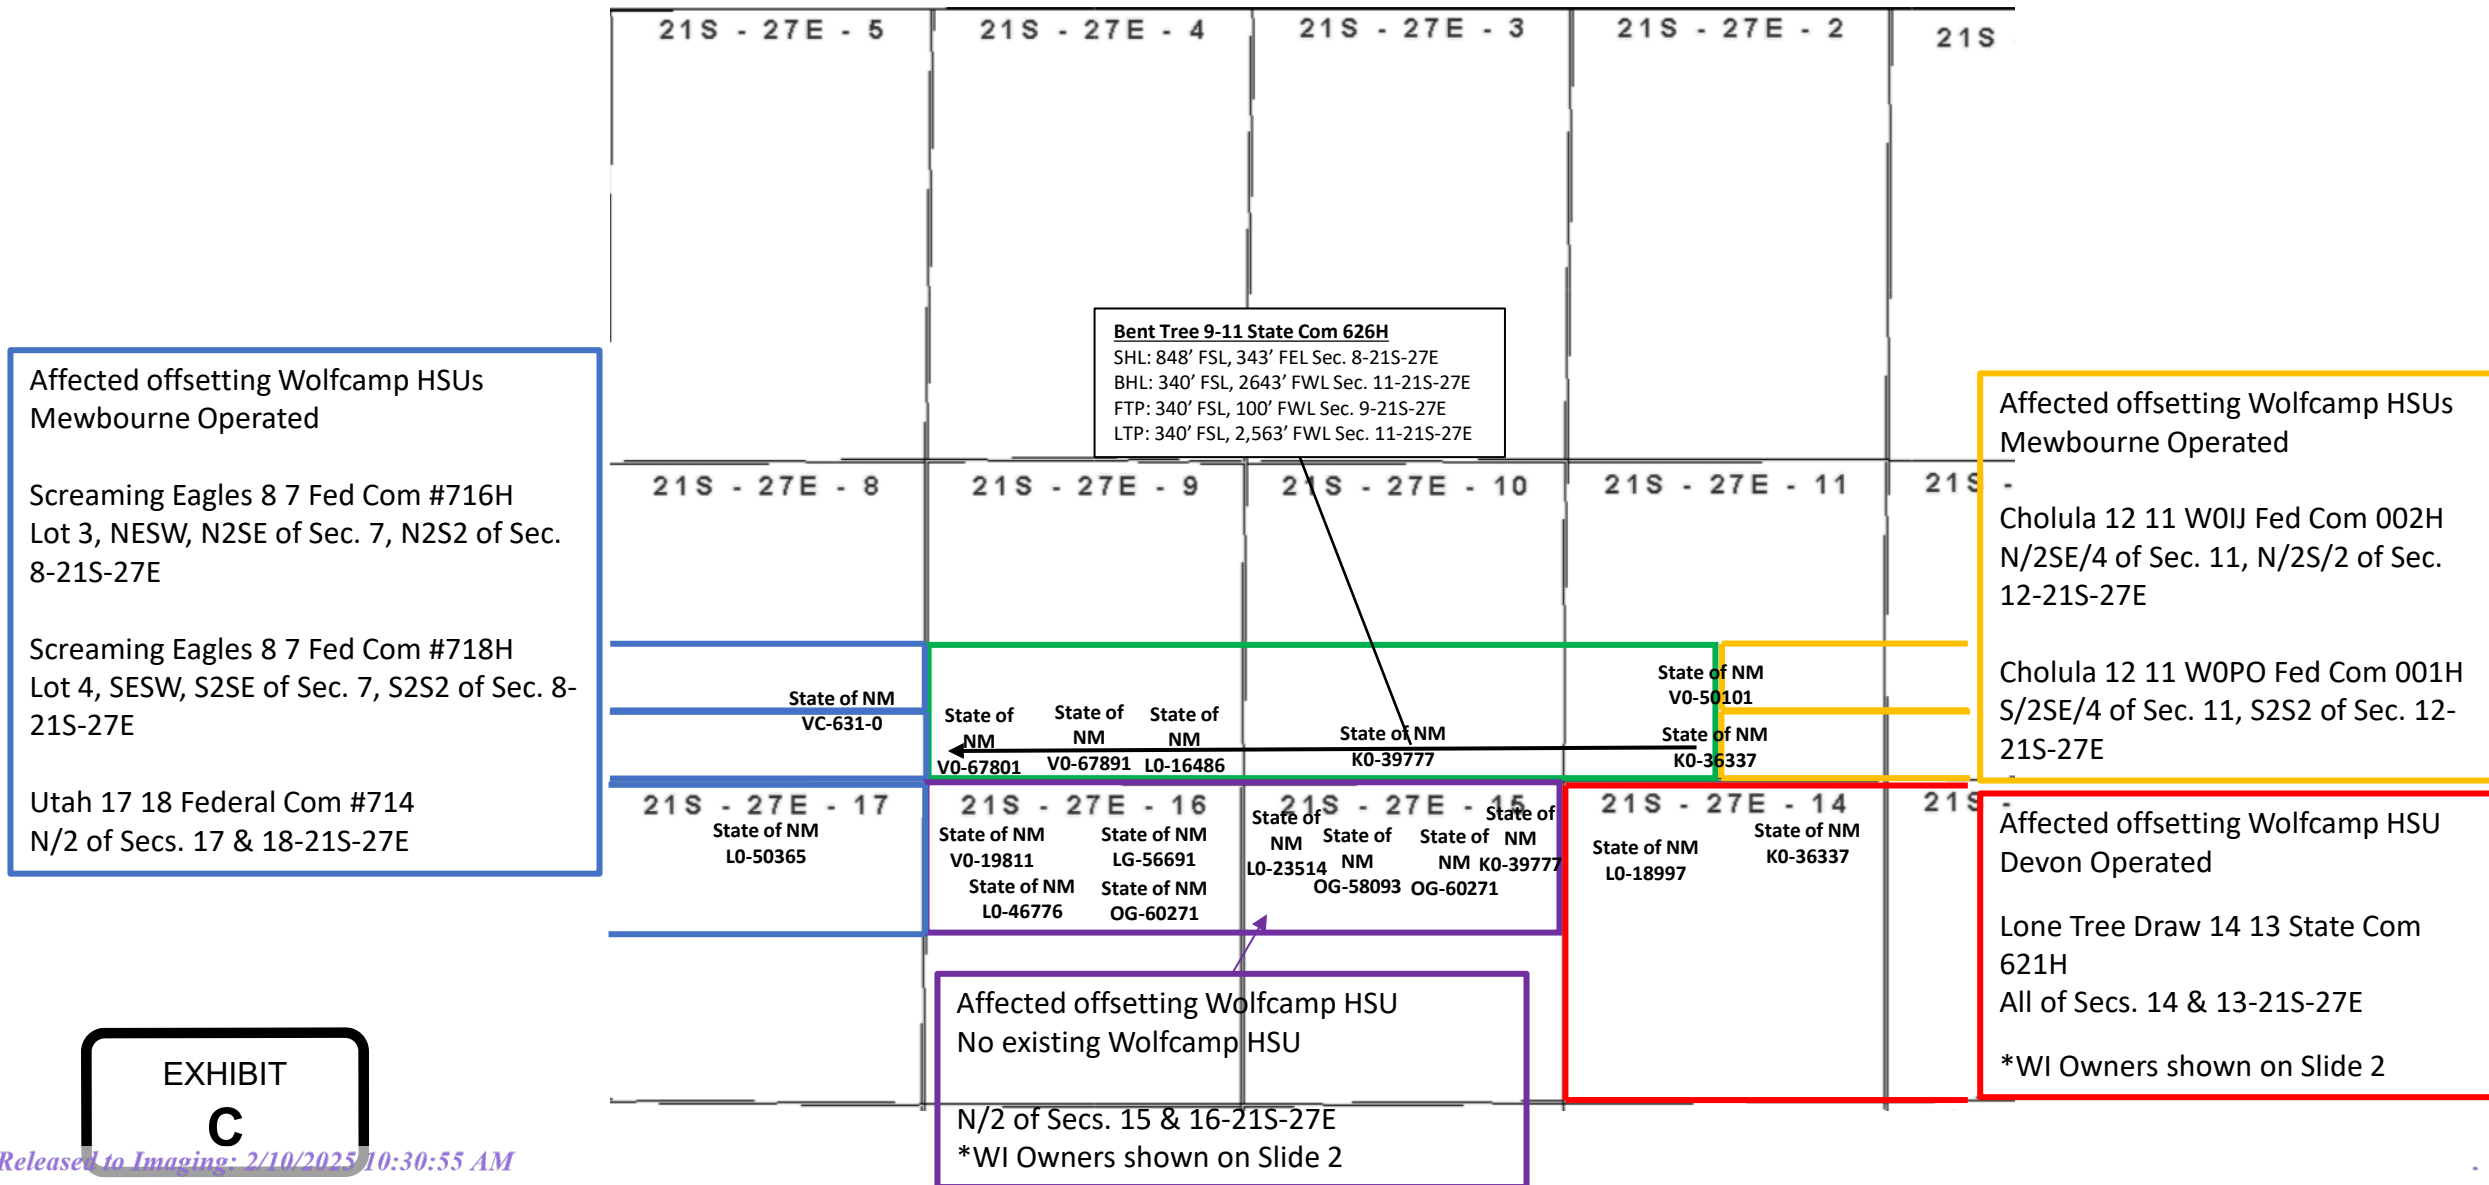 21S - 27E - 5
21S - 27E - 4
21S - 27E - 3
21S - 27E - 2
21S
Bent Tree 9-11 State Com 626H
SHL: 848’ FSL, 343’ FEL Sec. 8-21S-27E
BHL: 340’ FSL, 2643’ FWL Sec. 11-21S-27E
FTP: 340’ FSL, 100’ FWL Sec. 9-21S-27E
LTP: 340’ FSL, 2,563’ FWL Sec. 11-21S-27E
Affected offsetting Wolfcamp HSUs
Mewbourne Operated
Screaming Eagles 8 7 Fed Com #716H
Lot 3, NESW, N2SE of Sec. 7, N2S2 of Sec.
8-21S-27E
Screaming Eagles 8 7 Fed Com #718H
Lot 4, SESW, S2SE of Sec. 7, S2S2 of Sec. 8-
21S-27E
Utah 17 18 Federal Com #714
N/2 of Secs. 17 & 18-21S-27E
21S - 27E - 8
21S - 27E - 9
21S - 27E - 10
21S - 27E - 11
21S -
Affected offsetting Wolfcamp HSUs
Mewbourne Operated
Cholula 12 11 W0IJ Fed Com 002H
N/2SE/4 of Sec. 11, N/2S/2 of Sec.
12-21S-27E
Cholula 12 11 W0PO Fed Com 001H
S/2SE/4 of Sec. 11, S2S2 of Sec. 12-
21S-27E
State of NM
VC-631-0
State of
NM
V0-67801
State of
NM
V0-67891
State of
NM
L0-16486
State of NM
K0-39777
State of NM
V0-50101
State of NM
K0-36337
21S - 27E - 17
State of NM
L0-50365
21S - 27E - 16
State of NM
V0-19811
State of NM
LG-56691
State of NM
L0-46776
State of NM
OG-60271
21S - 27E - 15
State of
NM
L0-23514
State of
NM
OG-58093
State of
NM
OG-60271
State of
NM
K0-39777
21S - 27E - 14
State of NM
L0-18997
State of NM
K0-36337
21S -
Affected offsetting Wolfcamp HSU
Devon Operated
Lone Tree Draw 14 13 State Com
621H
All of Secs. 14 & 13-21S-27E
*WI Owners shown on Slide 2
Affected offsetting Wolfcamp HSU
No existing Wolfcamp HSU
N/2 of Secs. 15 & 16-21S-27E
*WI Owners shown on Slide 2
EXHIBIT
C
Released to Imaging: 2/10/2025 10:30:55 AM